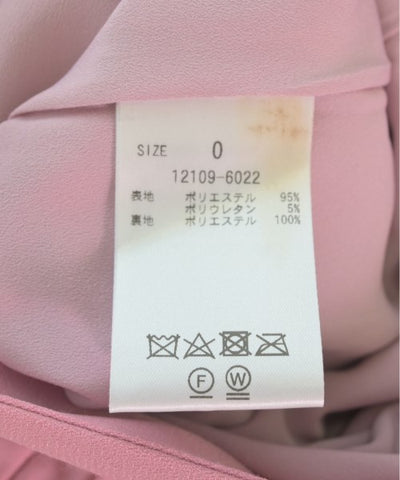 SIZE 0
12109-6022
表地 ポリエステル 95%
ポリウレタン 5%
裏地 ポリエステル 100%
F W